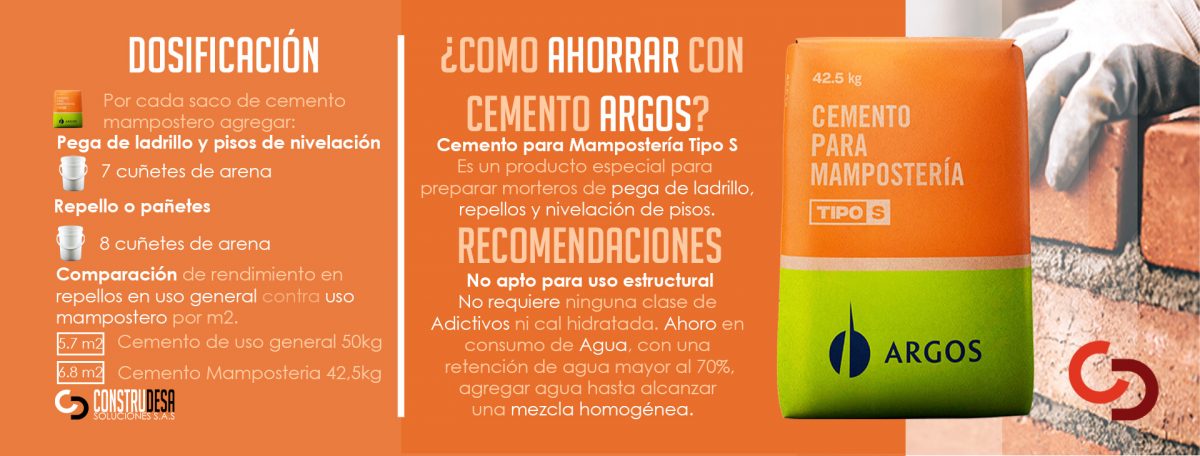 DOSIFICACIÓN
Por cada saco de cemento
mampostero agregar:
Pega de ladrillo y pisos de nivelación
7 cuñetes de arena
Repello o pañetes
8 cuñetes de arena
Comparación de rendimiento en
repellos en uso general contra uso
mampostero por m2.
5.7 m2 Cemento de uso general 50kg
6.8 m2 Cemento Mamposteria 42,5kg
CONSTRUDESA
SOLUCIONES S.A.S
¿COMO AHORRAR CON
CEMENTO ARGOS?
Cemento para Mampostería Tipo S
Es un producto especial para
preparar morteros de pega de ladrillo,
repellos y nivelación de pisos.
RECOMENDACIONES
No apto para uso estructural
No requiere ninguna clase de
Adictivos ni cal hidratada. Ahoro en
consumo de Agua, con una
retención de agua mayor al 70%,
agregar agua hasta alcanzar
una mezcla homogénea.
42.5 kg
CEMENTO
PARA
MAMPOSTERÍA
TIPO S
ARGOS